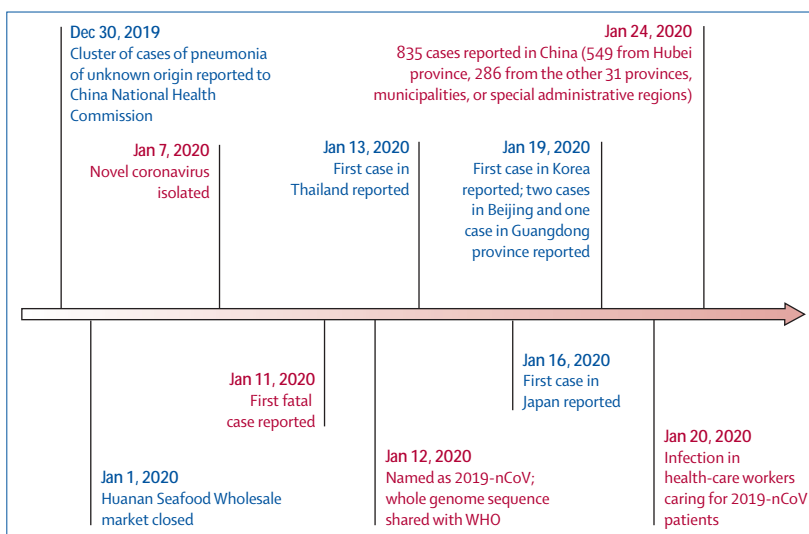 Dec 30, 2019
Cluster of cases of pneumonia
of unknown origin reported to
China National Health
Commission
Jan 7, 2020
Novel coronavirus
isolated
Jan 13, 2020
First case in
Thailand reported
Jan 19, 2020
First case in Korea
reported; two cases
in Beijing and one
case in Guangdong
province reported
Jan 24, 2020
835 cases reported in China (549 from Hubei
province, 286 from the other 31 provinces,
municipalities, or special administrative regions)
Jan 1, 2020
Huanan Seafood Wholesale
market closed
Jan 11, 2020
First fatal
case reported
Jan 12, 2020
Named as 2019-nCoV;
whole genome sequence
shared with WHO
Jan 16, 2020
First case in
Japan reported
Jan 20, 2020
Infection in
health-care workers
caring for 2019-nCoV
patients